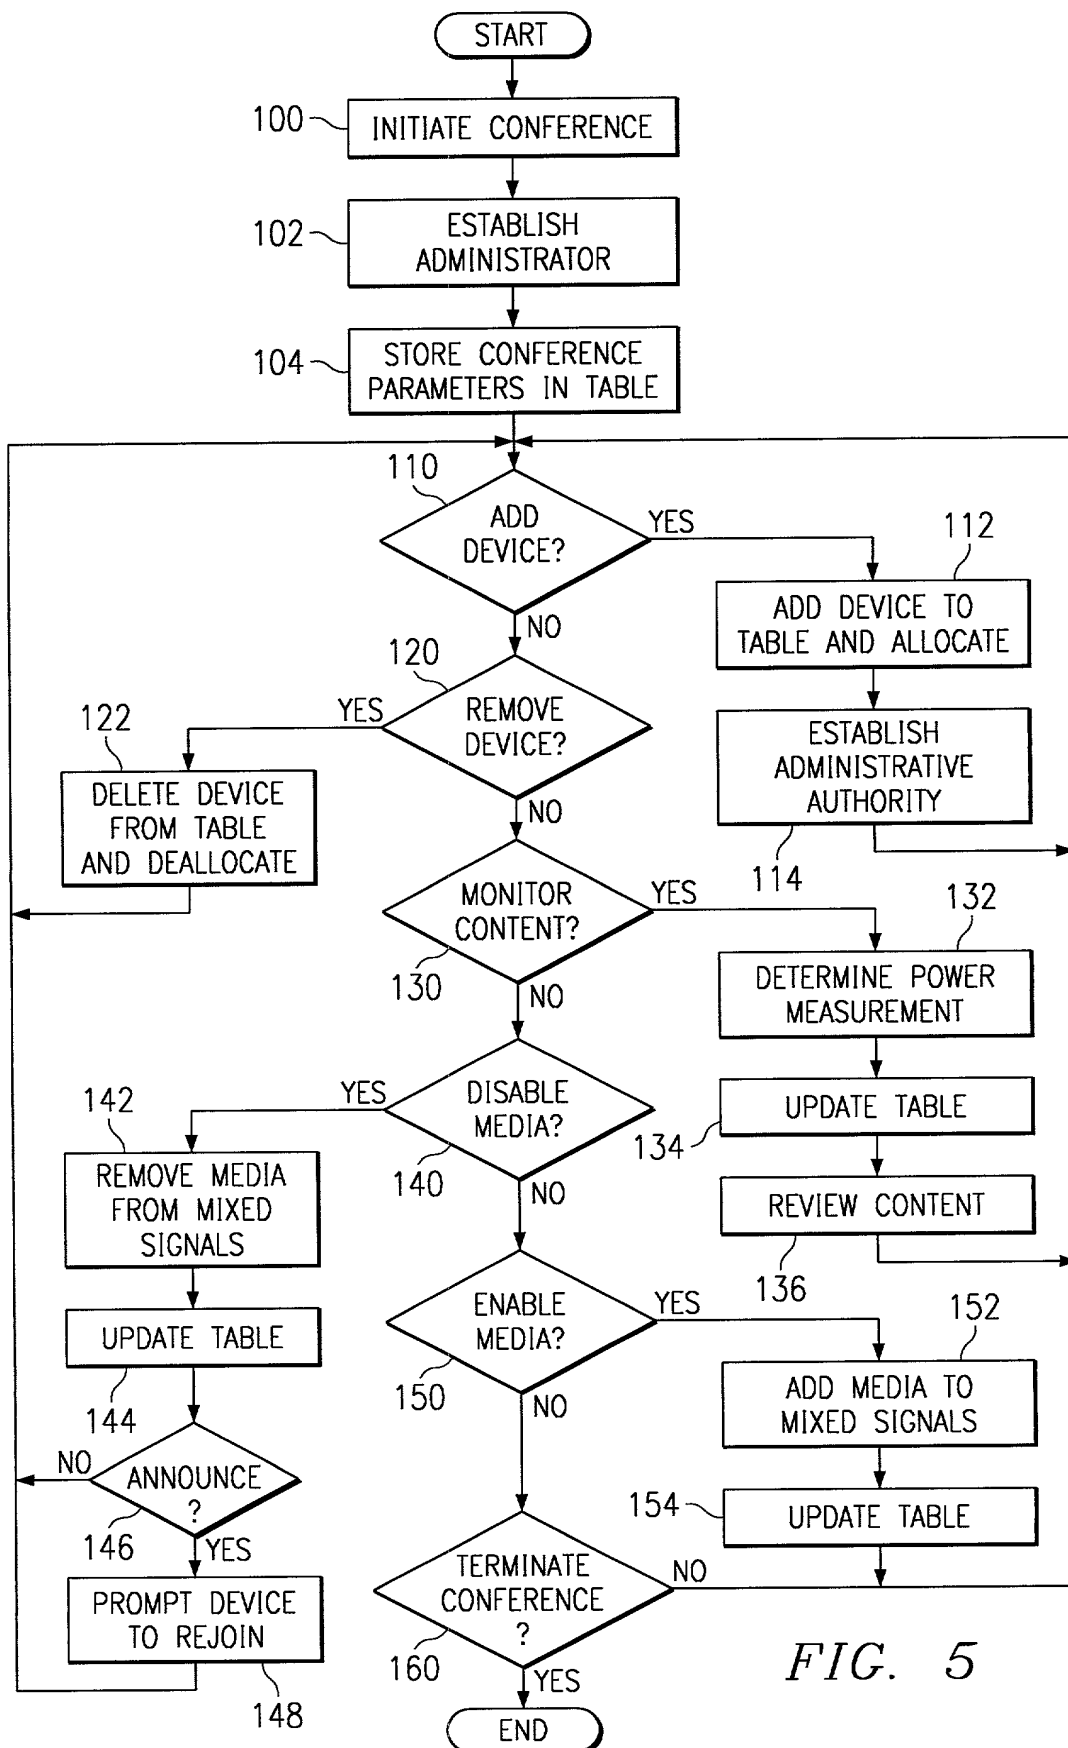 START
100
INITIATE CONFERENCE
102
ESTABLISH
ADMINISTRATOR
104
STORE CONFERENCE
PARAMETERS IN TABLE
110
ADD
DEVICE?
YES
NO
112
ADD DEVICE TO
TABLE AND ALLOCATE
ESTABLISH
ADMINISTRATIVE
AUTHORITY
114
120
REMOVE
DEVICE?
YES
NO
122
DELETE DEVICE
FROM TABLE
AND DEALLOCATE
MONITOR
CONTENT?
130
YES
NO
132
DETERMINE POWER
MEASUREMENT
UPDATE TABLE
134
REVIEW CONTENT
136
DISABLE
MEDIA?
140
YES
NO
142
REMOVE MEDIA
FROM MIXED
SIGNALS
UPDATE TABLE
144
ANNOUNCE
?
146
NO
YES
PROMPT DEVICE
TO REJOIN
148
ENABLE
MEDIA?
150
YES
NO
152
ADD MEDIA TO
MIXED SIGNALS
154
UPDATE TABLE
TERMINATE
CONFERENCE
?
160
NO
YES
END
FIG. 5